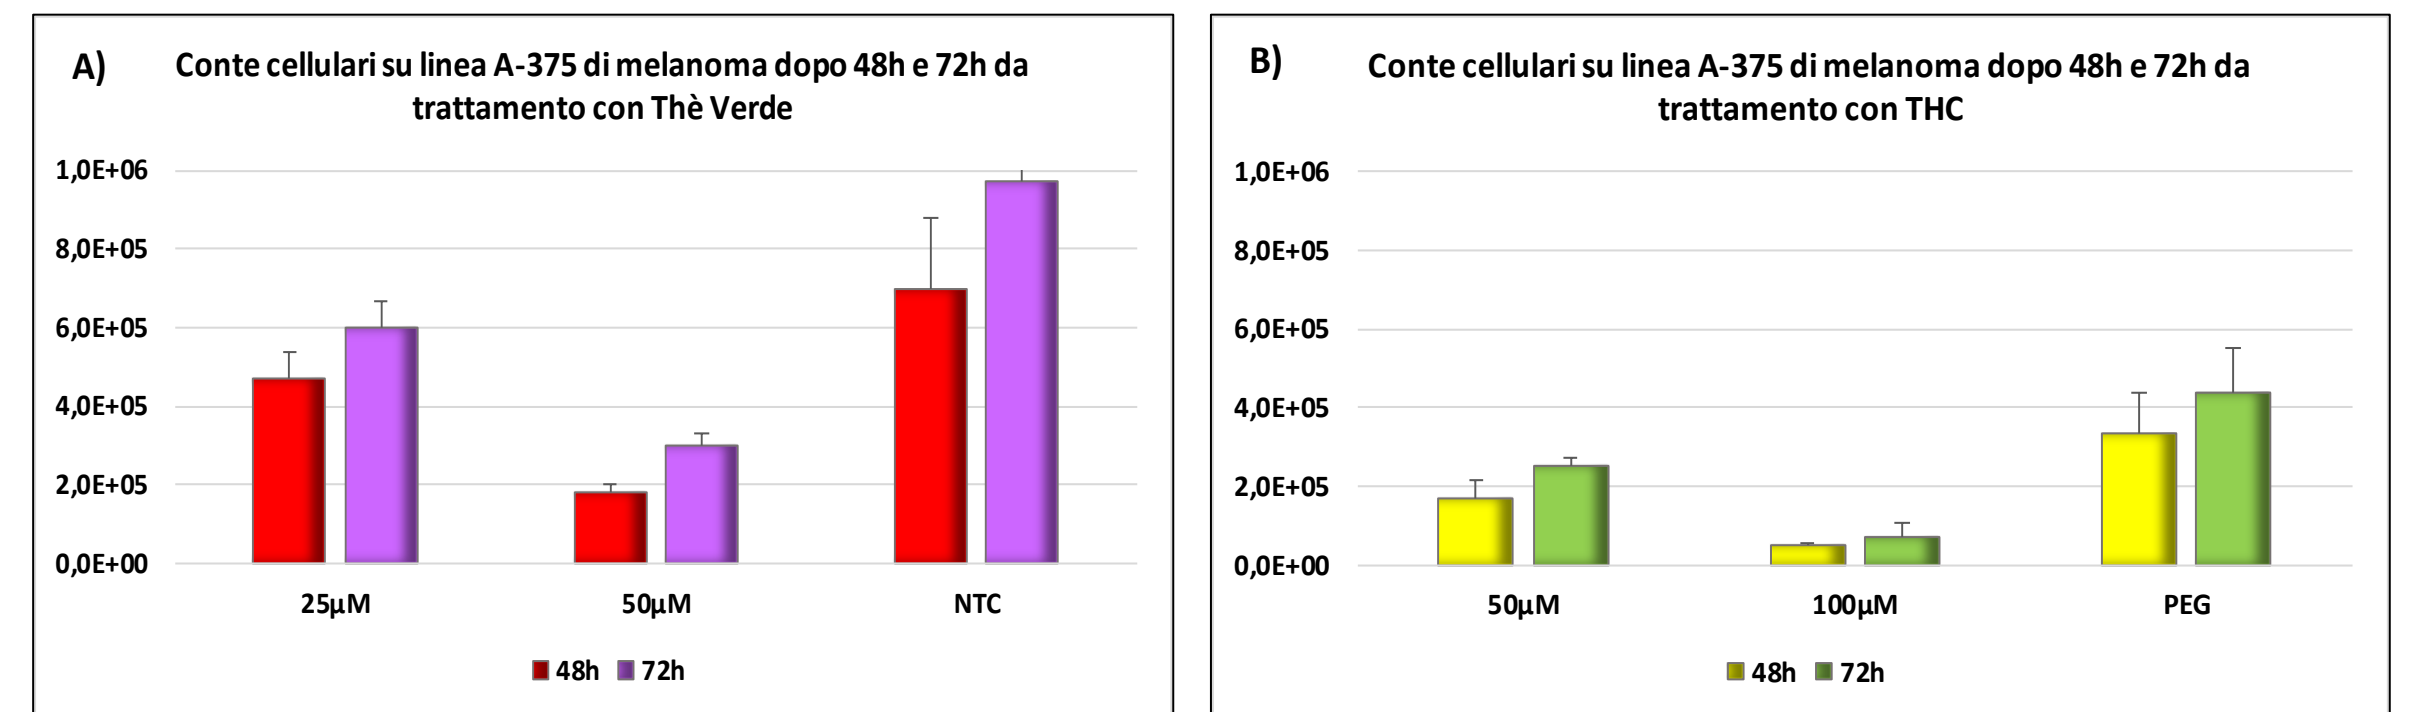 A)
Conte cellulari su linea A-375 di melanoma dopo 48h e 72h da
trattamento con Thè Verde
1,0E+06
8,0E+05
6,0E+05
4,0E+05
2,0E+05
0,0E+00
25µM 50µM NTC
48h 72h
B)
Conte cellulari su linea A-375 di melanoma dopo 48h e 72h da
trattamento con THC
1,0E+06
8,0E+05
6,0E+05
4,0E+05
2,0E+05
0,0E+00
50µM 100µM PEG
48h 72h